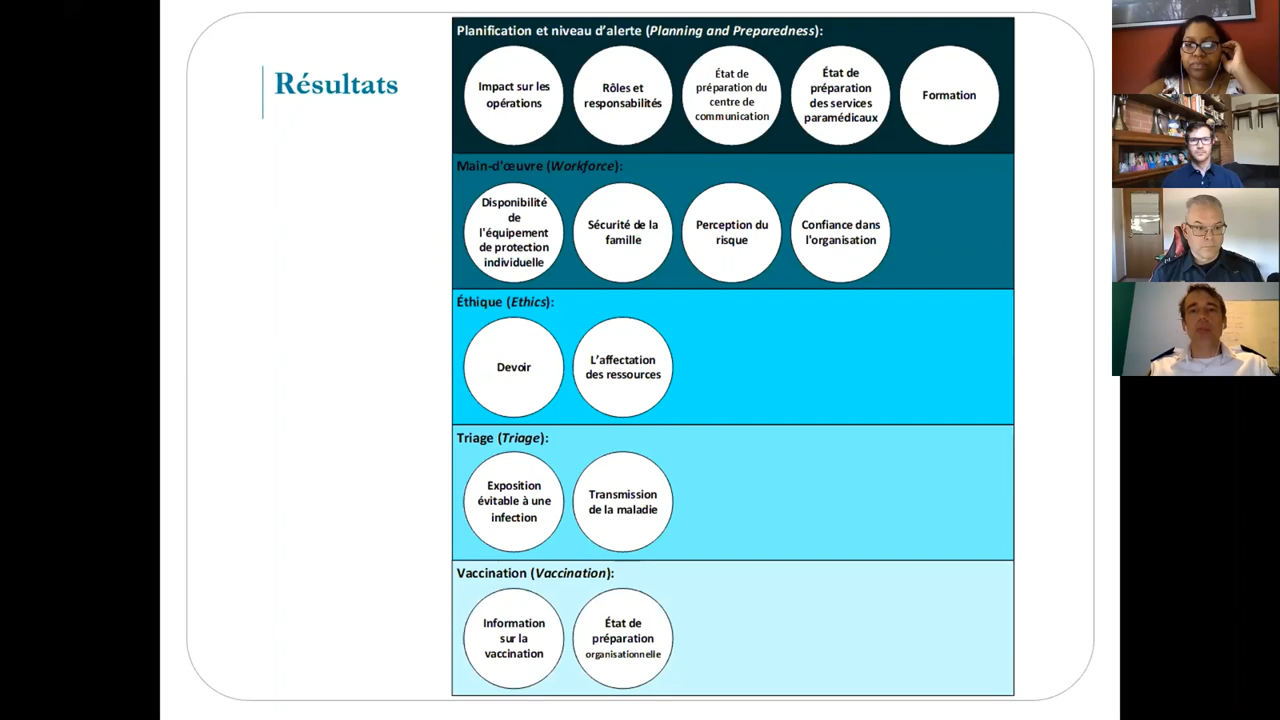 Résultats
Planification et niveau d'alerte (Planning and Preparedness):
Impact sur les
opérations
Rôles et
responsabilités
État de
préparation du
centre de
communication
État de
préparation
des services
paramédicaux
Formation
Main-d'œuvre (Workforce):
Disponibilité
de
l'équipement
de protection
individuelle
Sécurité de la
famille
Perception du
risque
Confiance dans
l'organisation
Éthique (Ethics):
Devoir
L'affectation
des ressources
Triage (Triage):
Exposition
évitable à une
infection
Transmission
de la maladie
Vaccination (Vaccination):
Information
sur la
vaccination
État de
préparation
organisationnelle